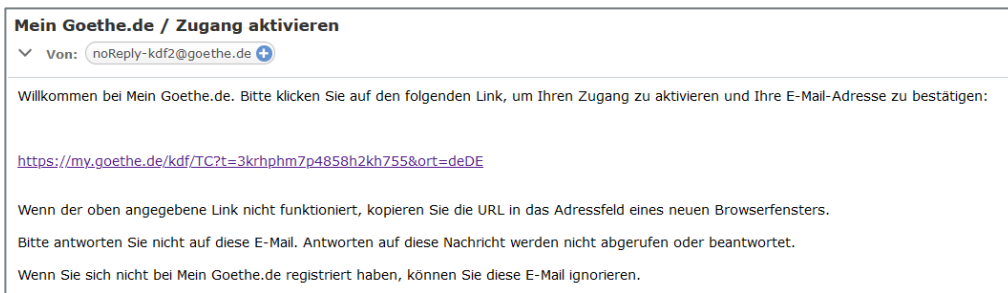 Mein Goethe.de / Zugang aktivieren
Von: noReply-kdf2@goethe.de
Willkommen bei Mein Goethe.de. Bitte klicken Sie auf den folgenden Link, um Ihren Zugang zu aktivieren und Ihre E-Mail-Adresse zu bestätigen:
https://my.goethe.de/kdf/TC?t=3krhphm7p4858h2kh755&ort=deDE
Wenn der oben angegebene Link nicht funktioniert, kopieren Sie die URL in das Adressfeld eines neuen Browserfensters.
Bitte antworten Sie nicht auf diese E-Mail. Antworten auf diese Nachricht werden nicht abgerufen oder beantwortet.
Wenn Sie sich nicht bei Mein Goethe.de registriert haben, können Sie diese E-Mail ignorieren.